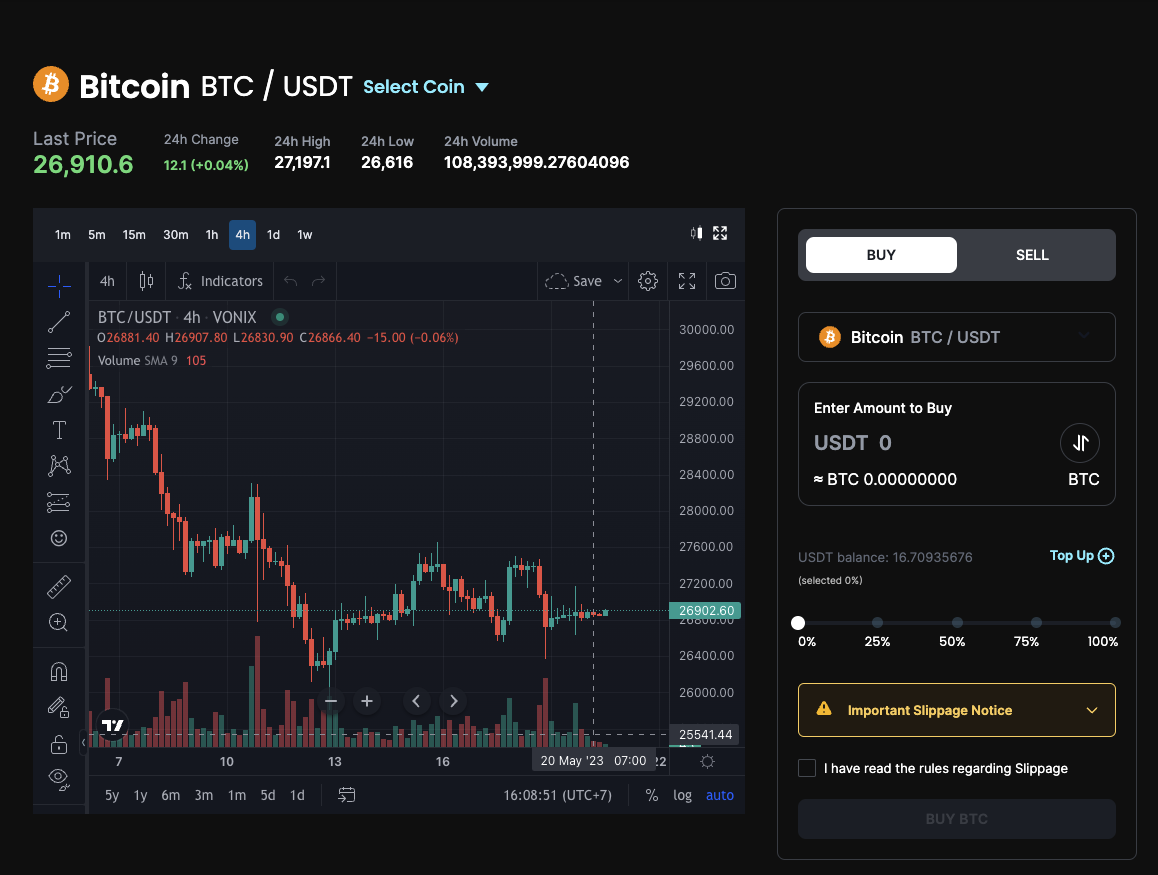 Bitcoin BTC / USDT Select Coin
Last Price 24h Change 24h High 24h Low 24h Volume
26,910.6 12.1 (+0.04%) 27,197.1 26,616 108,393,999.27604096
1m 5m 15m 30m 1h 4h 1d 1w
4h Indicators Save
BTC/USDT · 4h · VONIX
O26881.40 H26907.80 L26830.90 C26866.40 −15.00 (−0.06%)
Volume SMA 9 105
30000.00
29600.00
29200.00
28800.00
28400.00
28000.00
27600.00
27200.00
26902.60
26800.00
26400.00
26000.00
25541.44
7 10 13 16 20 May '23 07:00 22
5y 1y 6m 3m 1m 5d 1d 16:08:51 (UTC+7) % log auto
BUY SELL
Bitcoin BTC / USDT
Enter Amount to Buy
USDT 0
≈ BTC 0.00000000 BTC
USDT balance: 16.70935676 Top Up
(selected 0%)
0% 25% 50% 75% 100%
Important Slippage Notice
I have read the rules regarding Slippage
BUY BTC